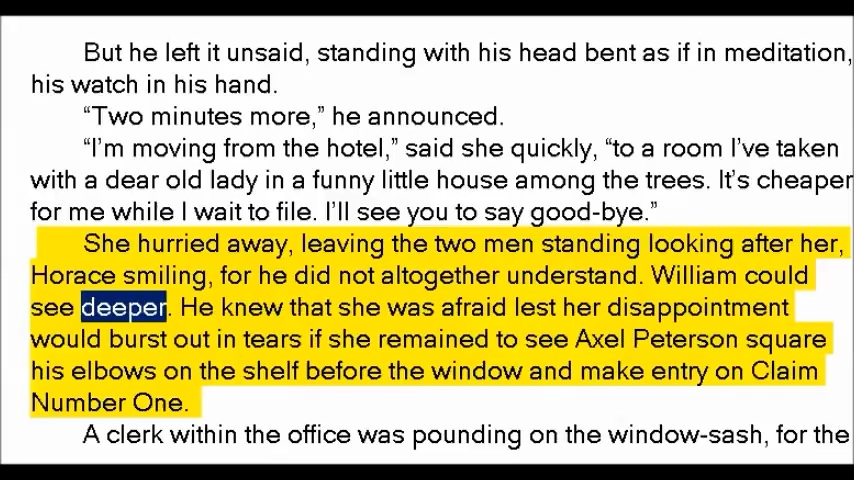 But he left it unsaid, standing with his head bent as if in meditation,
his watch in his hand.
“Two minutes more,” he announced.
“I’m moving from the hotel,” said she quickly, “to a room I’ve taken
with a dear old lady in a funny little house among the trees. It’s cheaper
for me while I wait to file. I’ll see you to say good-bye.”
She hurried away, leaving the two men standing looking after her,
Horace smiling, for he did not altogether understand. William could
see deeper. He knew that she was afraid lest her disappointment
would burst out in tears if she remained to see Axel Peterson square
his elbows on the shelf before the window and make entry on Claim
Number One.
A clerk within the office was pounding on the window-sash, for the